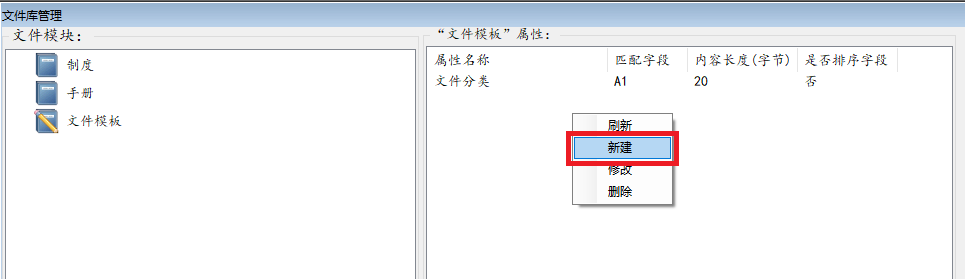 文件库管理
文件模块:
制度
手册
文件模板
“文件模板”属性:
属性名称 匹配字段 内容长度(字节) 是否排序字段
文件分类 A1 20 否
刷新
新建
修改
删除